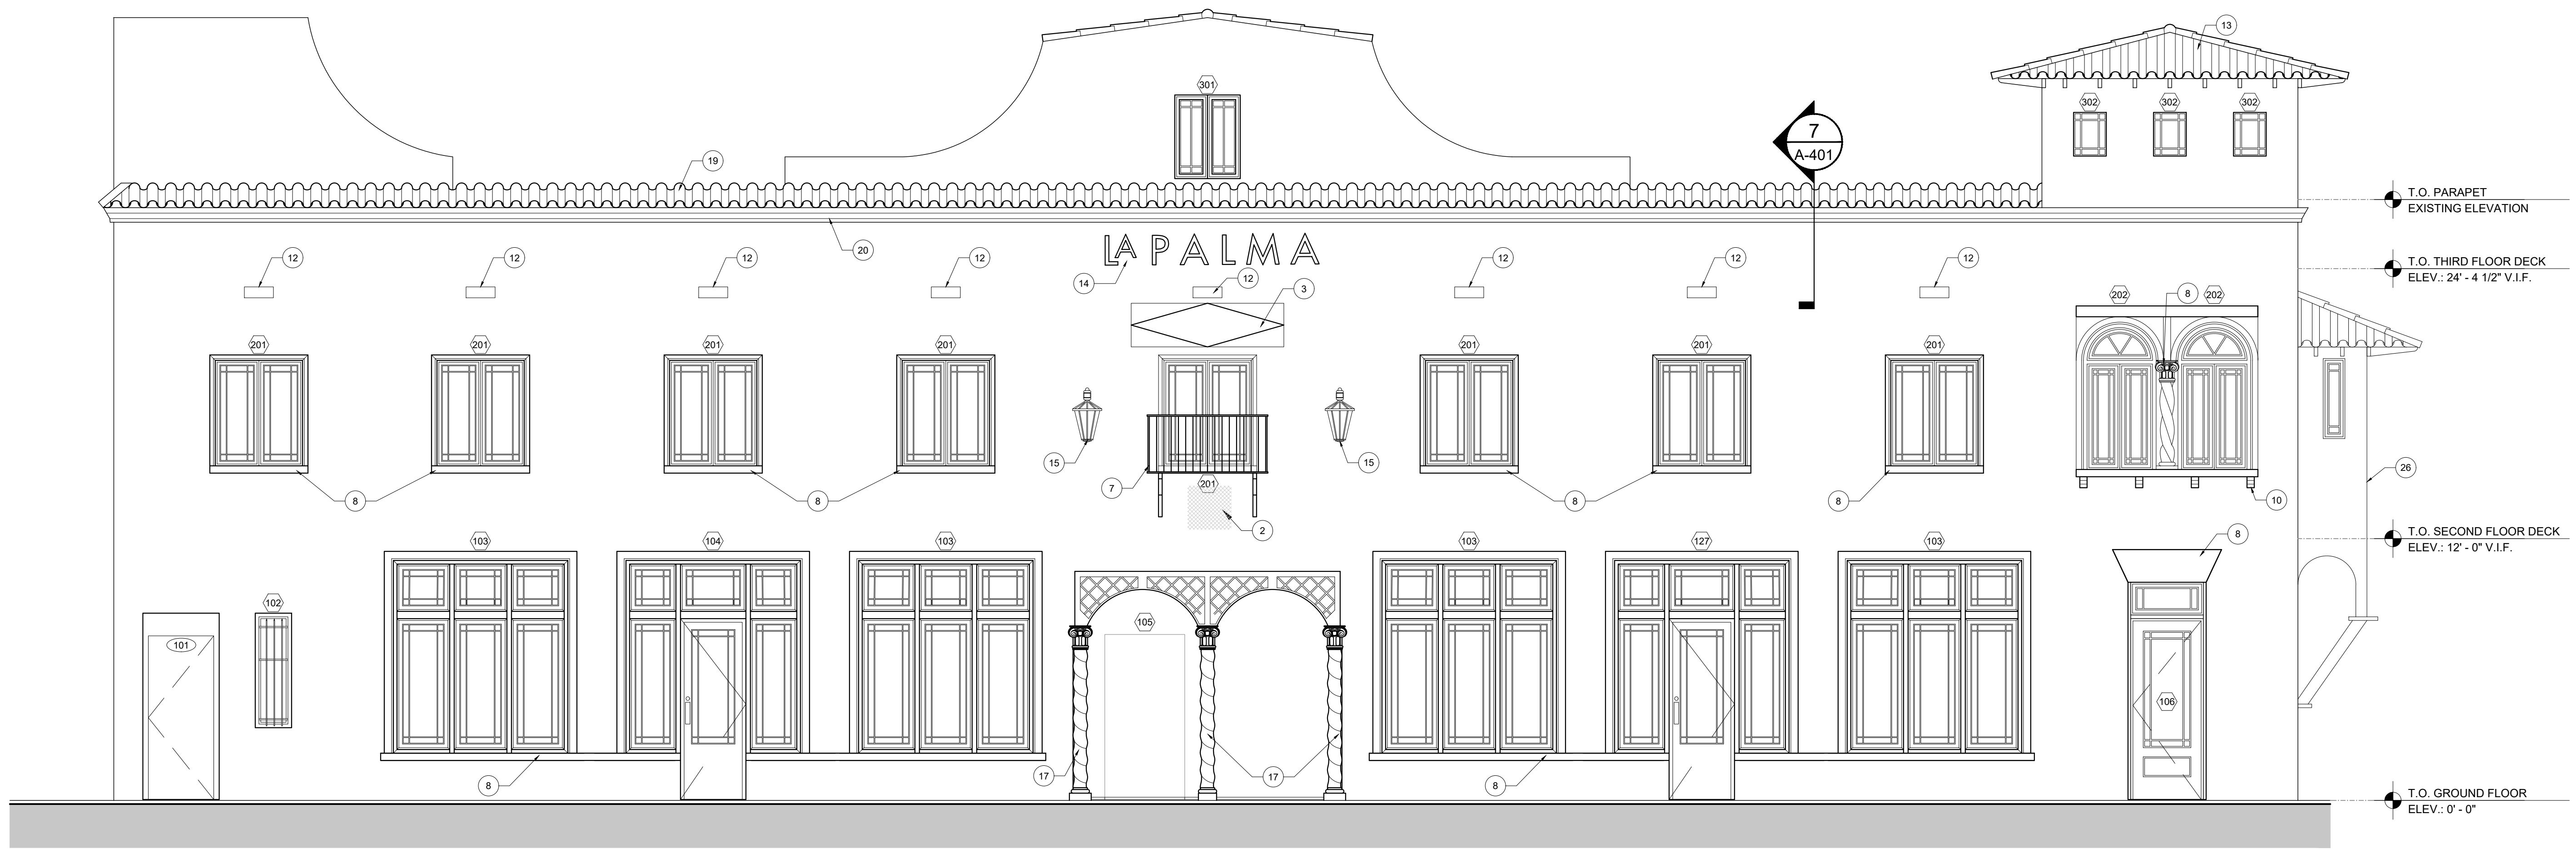 13
301
302 302 302
7
A-401
19
T.O. PARAPET
EXISTING ELEVATION
20
LA PALMA
12 12 12 12 12 12 12 12
14
3
T.O. THIRD FLOOR DECK
ELEV.: 24' - 4 1/2" V.I.F.
202 8 202
201 201 201 201 201 201 201
15 15
26
7
201
8 8 8 8
10
2
T.O. SECOND FLOOR DECK
ELEV.: 12' - 0" V.I.F.
103 104 103 103 127 103
8
102
105
101
106
17 17
8 8
T.O. GROUND FLOOR
ELEV.: 0' - 0"